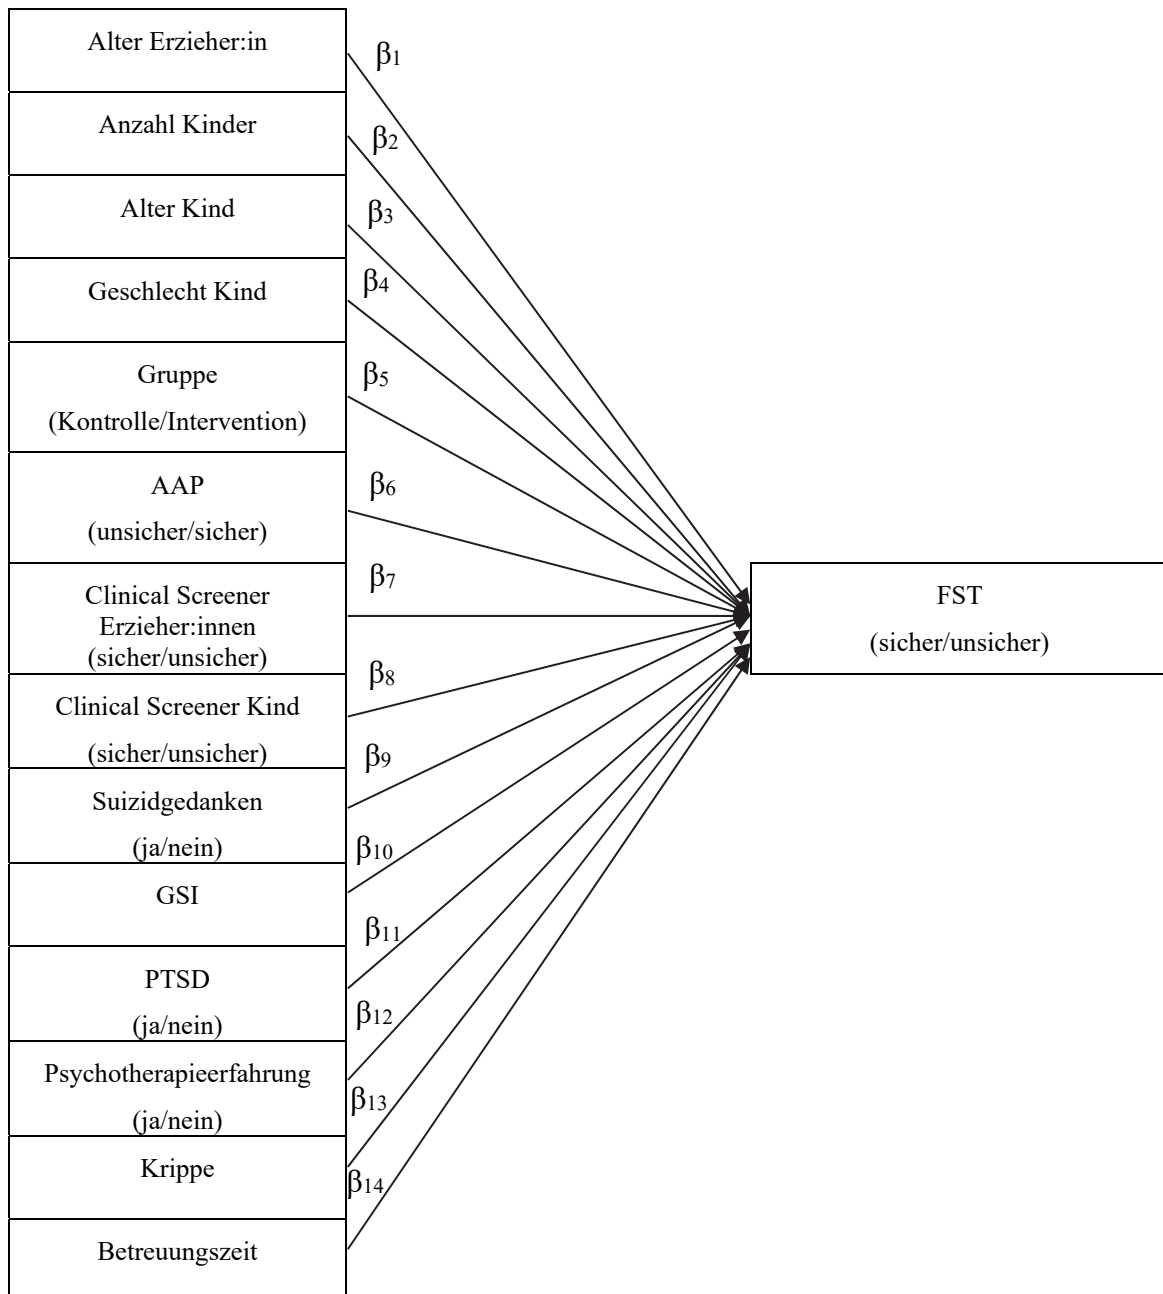 Alter Erzieher:in
β1
Anzahl Kinder
β2
Alter Kind
β3
Geschlecht Kind
β4
Gruppe
(Kontrolle/Intervention)
β5
AAP
(unsicher/sicher)
β6
Clinical Screener
Erzieher:innen
(sicher/unsicher)
β7
Clinical Screener Kind
(sicher/unsicher)
β8
Suizidgedanken
(ja/nein)
β9
GSI
β10
PTSD
(ja/nein)
β11
Psychotherapieerfahrung
(ja/nein)
β12
Krippe
β13
Betreuungszeit
β14
FST
(sicher/unsicher)